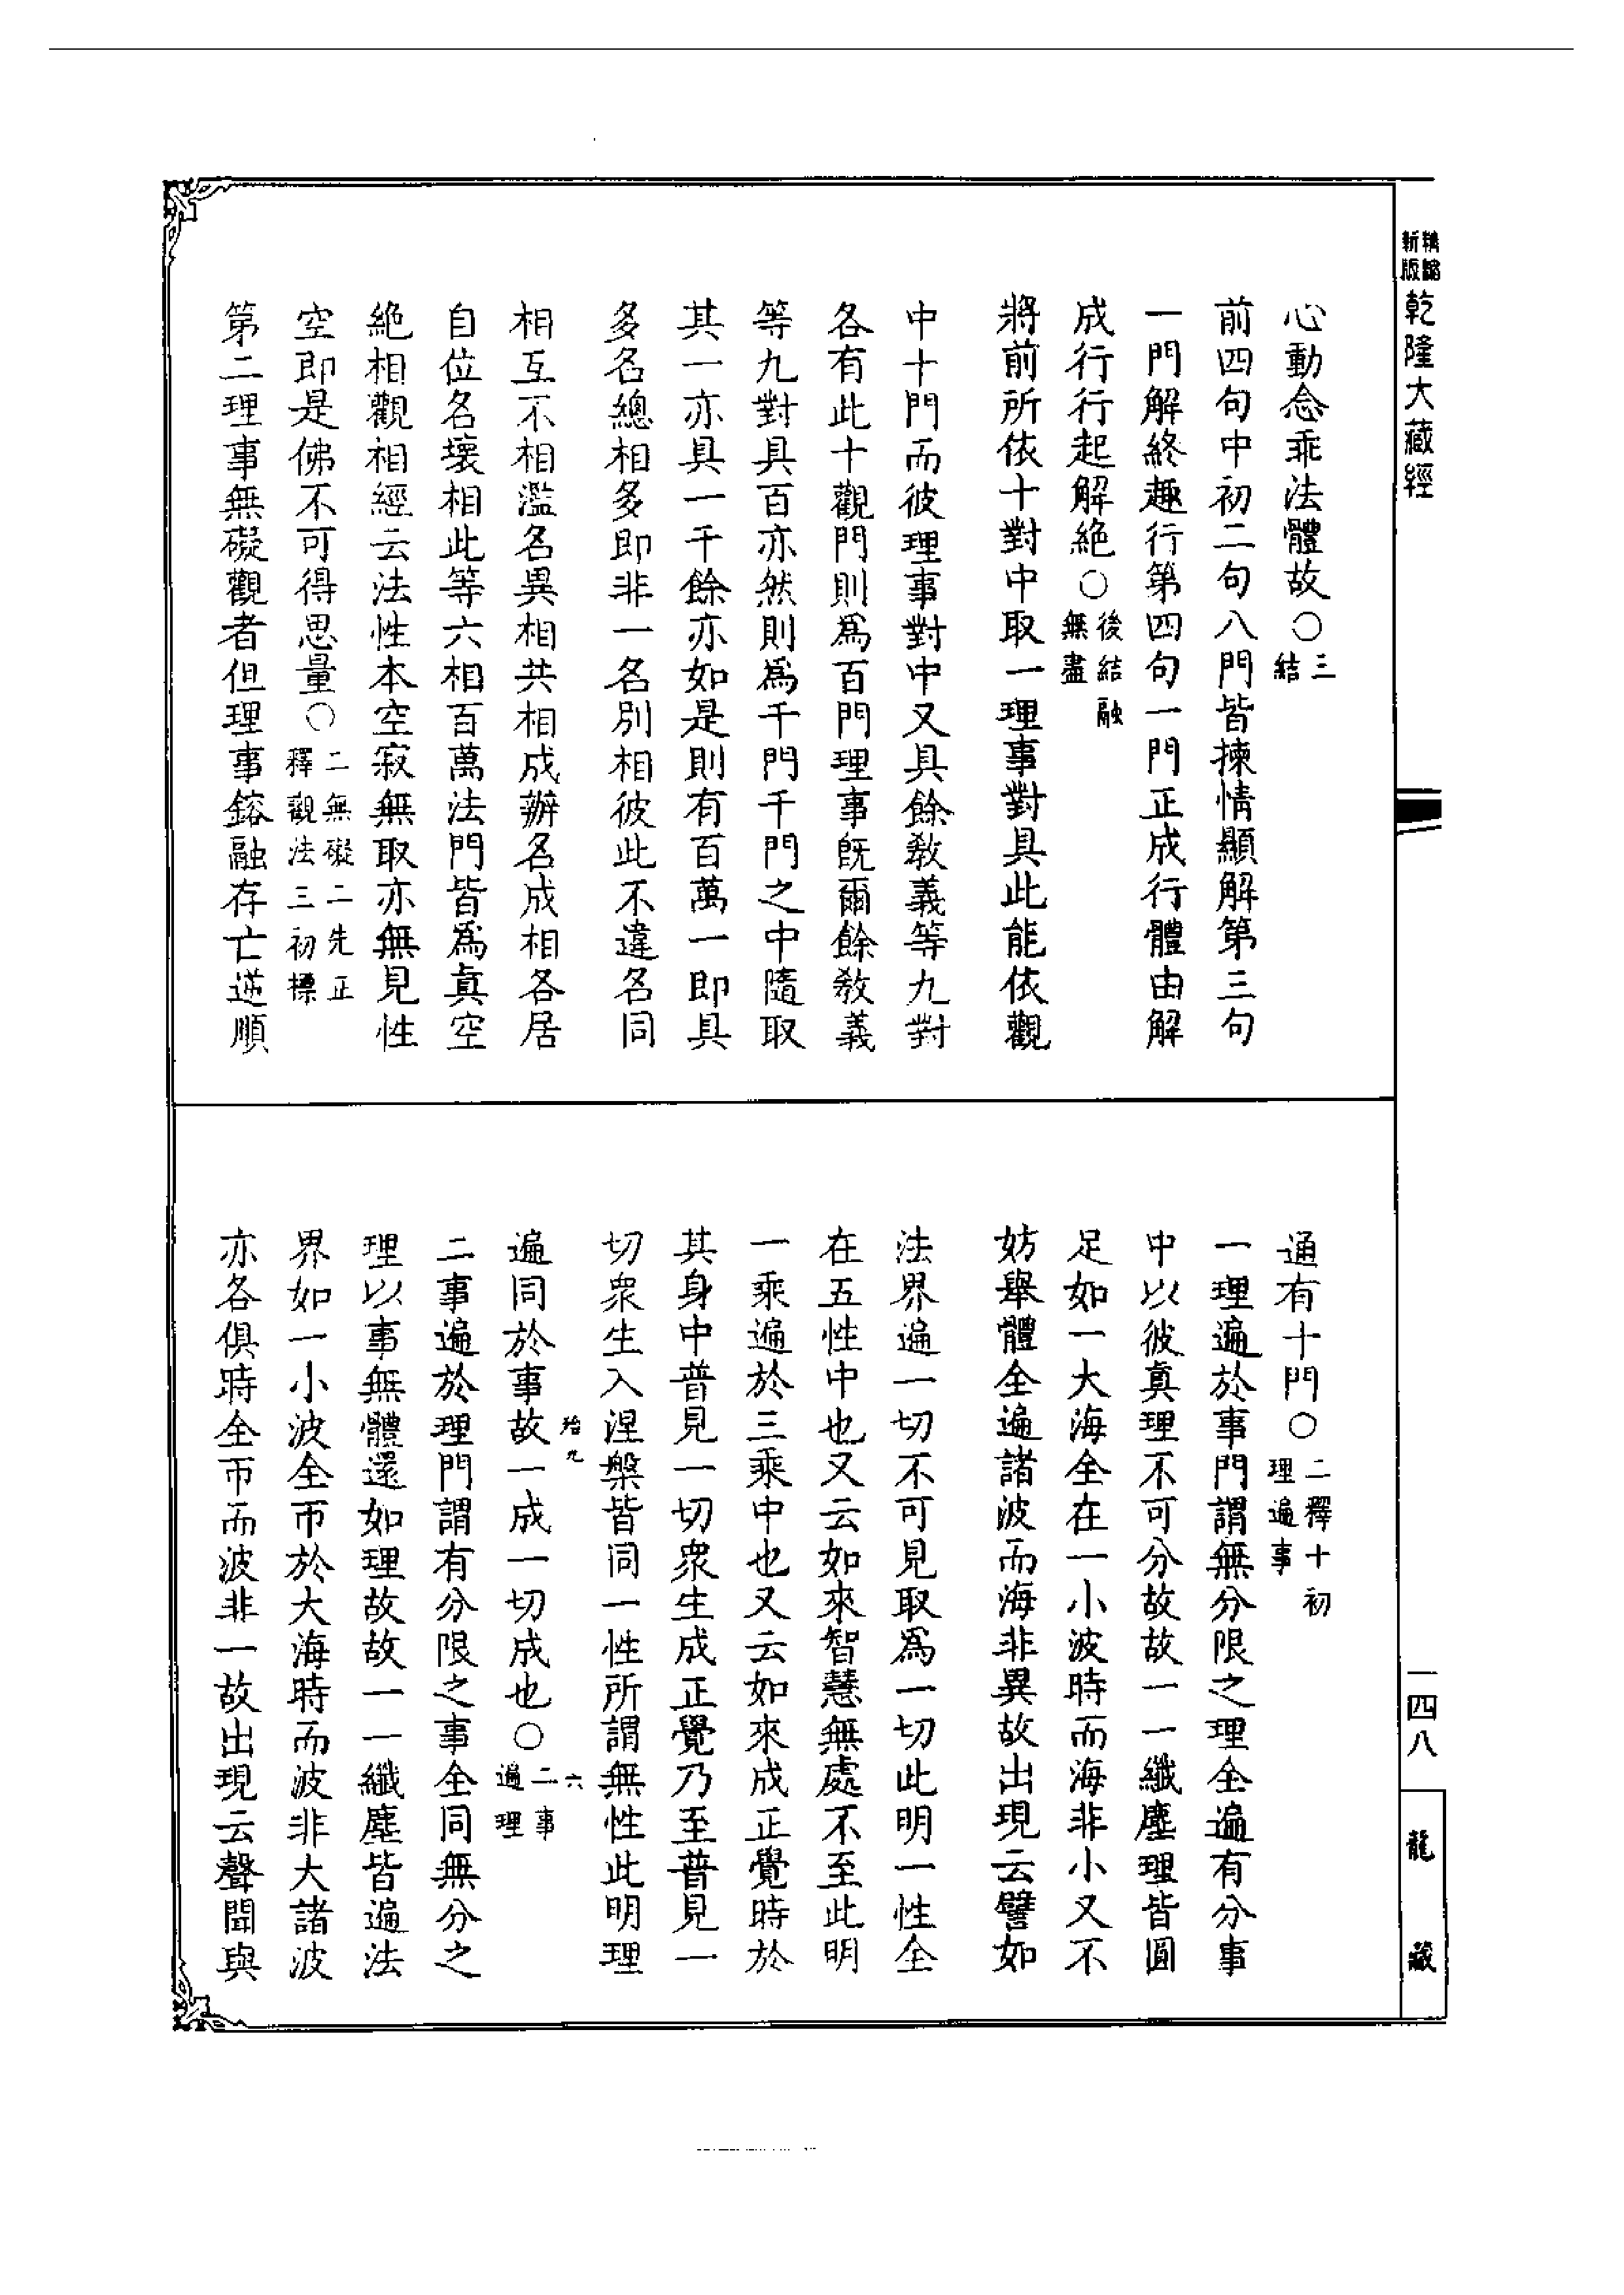 精縮新版乾隆大藏經
心動念乖法體故〇三結
前四句中初二句八門皆揀情顯解第三句
一門解終趣行第四句一門正成行體由解
成行行起解絶〇後結融無盡
將前所依十對中取一理事對具此能依觀
中十門而彼理事對中又具餘教義等九對
各有此十觀門則爲百門理事旣爾餘教義
等九對具百亦然則爲千門千門之中隨取
其一亦具一千餘亦如是則有百萬一即具
多名總相多即非一名別相彼此不違名同
相互不相濫名異相共相成辦名成相各居
自位名壞相此等六相百萬法門皆爲真空
絶相觀相經云法性本空寂無取亦無見性
空即是佛不可得思量〇二無礙二先正釋觀法三初標
第二理事無礙觀者但理事鎔融存亡逆順
通有十門〇二釋十初理遍事
一理遍於事門謂無分限之理全遍有分事
中以彼真理不可分故故一一纖塵理皆圓
足如一大海全在一小波時而海非小又不
妨舉體全遍諸波而海非異故出現云譬如
法界遍一切不可見取爲一切此明一性全
在五性中也又云如來智慧無處不至此明
一乘遍於三乘中也又云如來成正覺時於
其身中普見一切衆生成正覺乃至普見一
切衆生入涅槃皆同一性所謂無性此明理
九
六
遍同於事故一成一切成也〇二事遍理
二事遍於理門謂有分限之事全同無分之
理以事無體還如理故故一一纖塵皆遍法
界如一小波全帀於大海時而波非大諸波
亦各俱時全帀而波非一故出現云聲聞與
一四八
龍藏